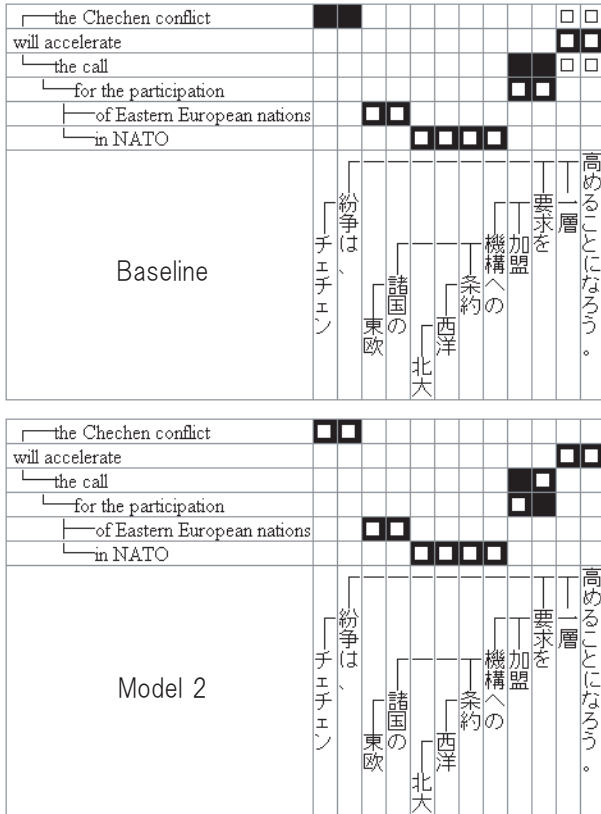 the Chechen conflict
will accelerate
the call
for the participation
of Eastern European nations
in NATO
Baseline
チェチェン
紛争は、
東欧
諸国の
北大
西洋
条約
機構への
加盟
要求を
一層
高めることになろう。
the Chechen conflict
will accelerate
the call
for the participation
of Eastern European nations
in NATO
Model 2
チェチェン
紛争は、
東欧
諸国の
北大
西洋
条約
機構への
加盟
要求を
一層
高めることになろう。